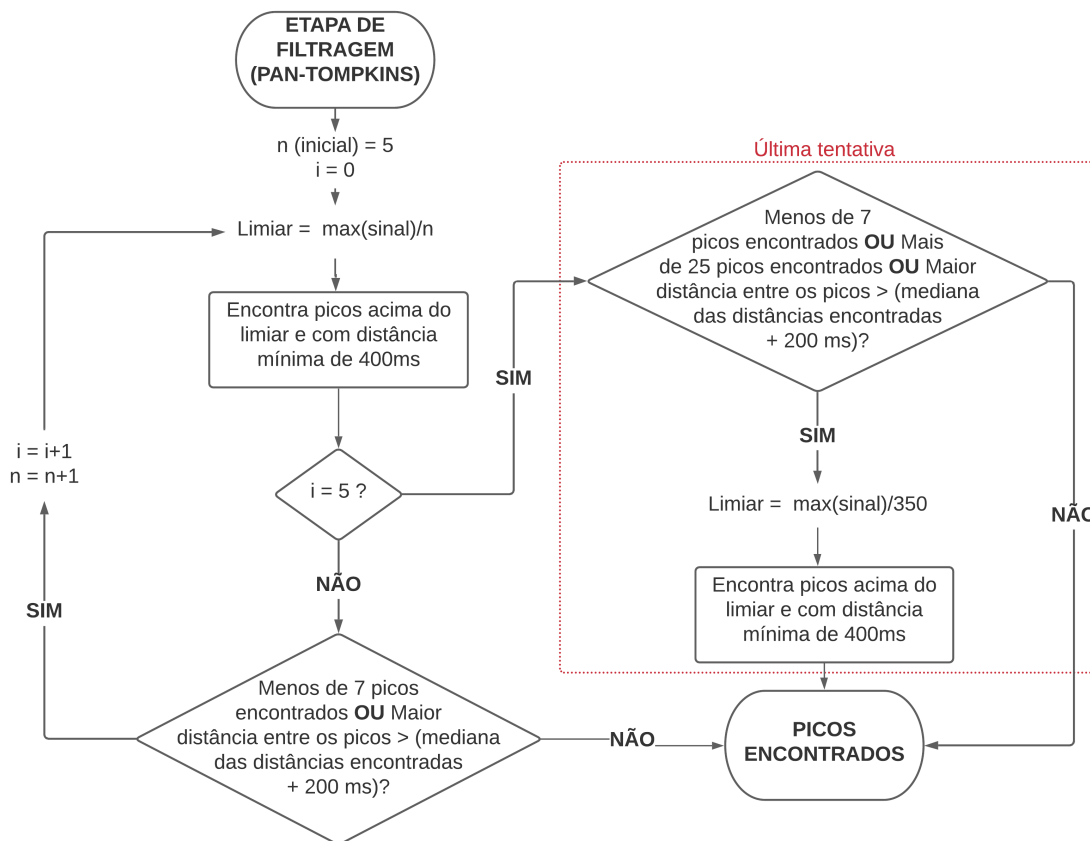 ETAPA DE
FILTRAGEM
(PAN-TOMPKINS)
n (inicial) = 5
i = 0
Limiar = max(sinal)/n
Encontra picos acima do
limiar e com distância
mínima de 400ms
i = 5 ?
SIM
NÃO
Menos de 7 picos
encontrados OU Maior
distância entre os picos > (mediana
das distâncias encontradas
+ 200 ms)?
SIM
i = i+1
n = n+1
NÃO
Última tentativa
Menos de 7
picos encontrados OU Mais
de 25 picos encontrados OU Maior
distância entre os picos > (mediana
das distâncias encontradas
+ 200 ms)?
SIM
Limiar = max(sinal)/350
Encontra picos acima do
limiar e com distância
mínima de 400ms
NÃO
PICOS
ENCONTRADOS